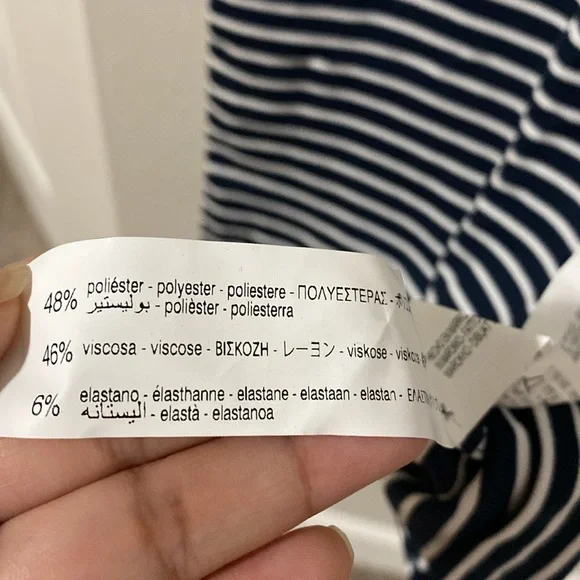 48% poliéster - polyester - poliestere - ΠΟΛΥΕΣΤΕΡΑΣ -
بوليستير - polièster - poliesterra
46% viscosa - viscose - ΒΙΣΚΟΖΗ - レーヨン - viskose -
6% elastano - élasthanne - elastane - elastaan - elastan -
اليستانه - elastà - elastanoa